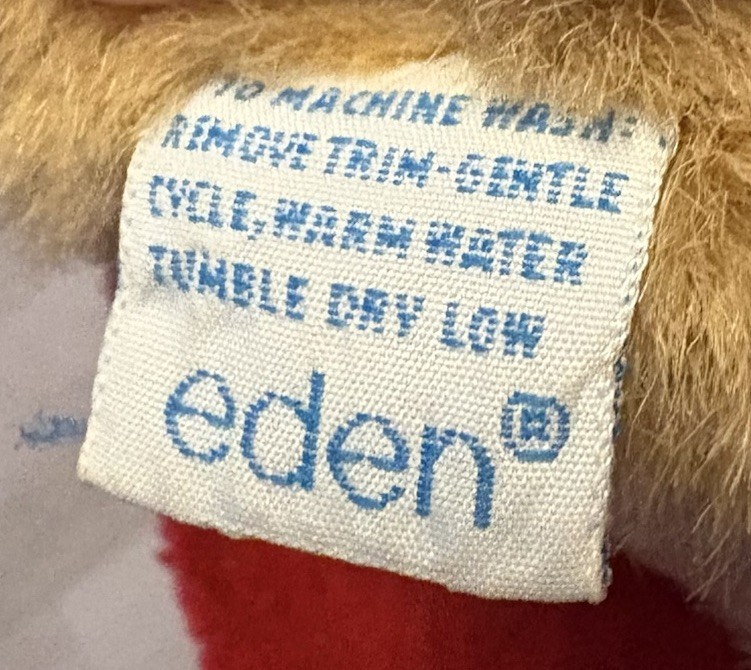 TO MACHINE WASH:
REMOVE TRIM-GENTLE
CYCLE, WARM WATER
TUMBLE DRY LOW
eden®